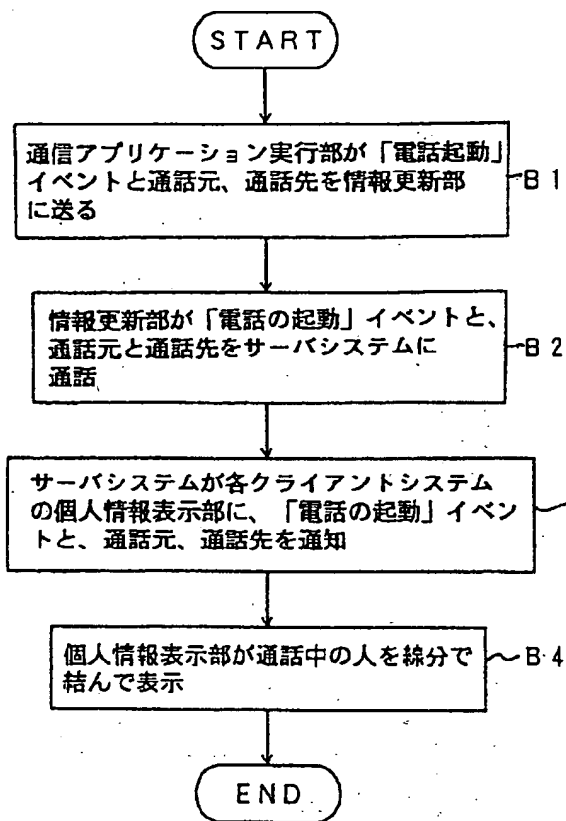 START
通信アプリケーション実行部が「電話起動」
イベントと通話元、通話先を情報更新部
に送る
B1
情報更新部が「電話の起動」イベントと、
通話元と通話先をサーバシステムに
通話
B2
サーバシステムが各クライアントシステム
の個人情報表示部に、「電話の起動」イベン
トと、通話元、通話先を通知
個人情報表示部が通話中の人を線分で
結んで表示
B4
END